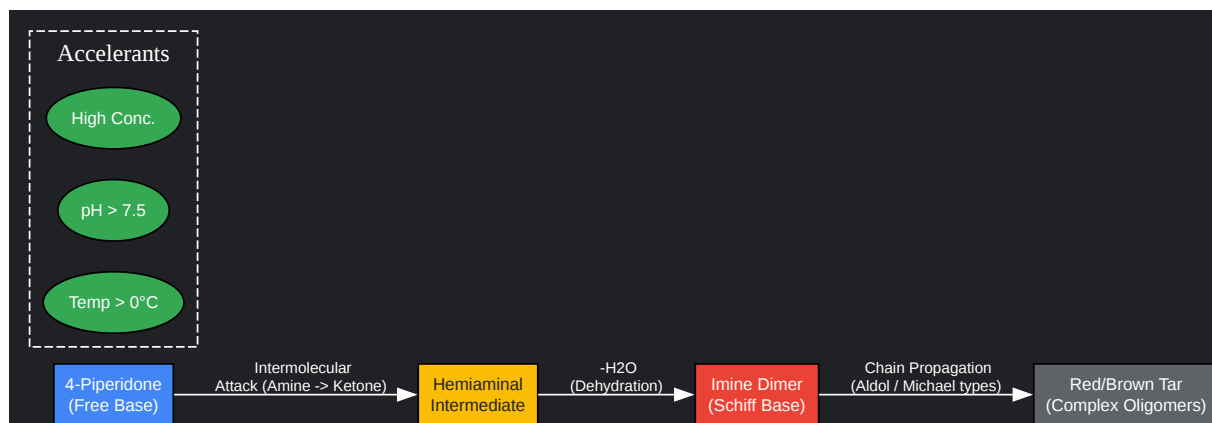 Accelerants
High Conc.
pH > 7.5
Temp > 0°C
4-Piperidone
(Free Base)
Intermolecular
Attack (Amine -> Ketone)
Hemiaminal
Intermediate
-H2O
(Dehydration)
Imine Dimer
(Schiff Base)
Chain Propagation
(Aldol / Michael types)
Red/Brown Tar
(Complex Oligomers)